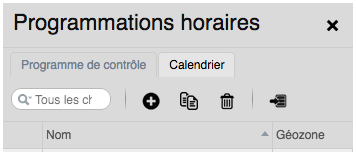 Programmations horaires
Programme de contrôle Calendrier
Tous les ch
Nom Géozone